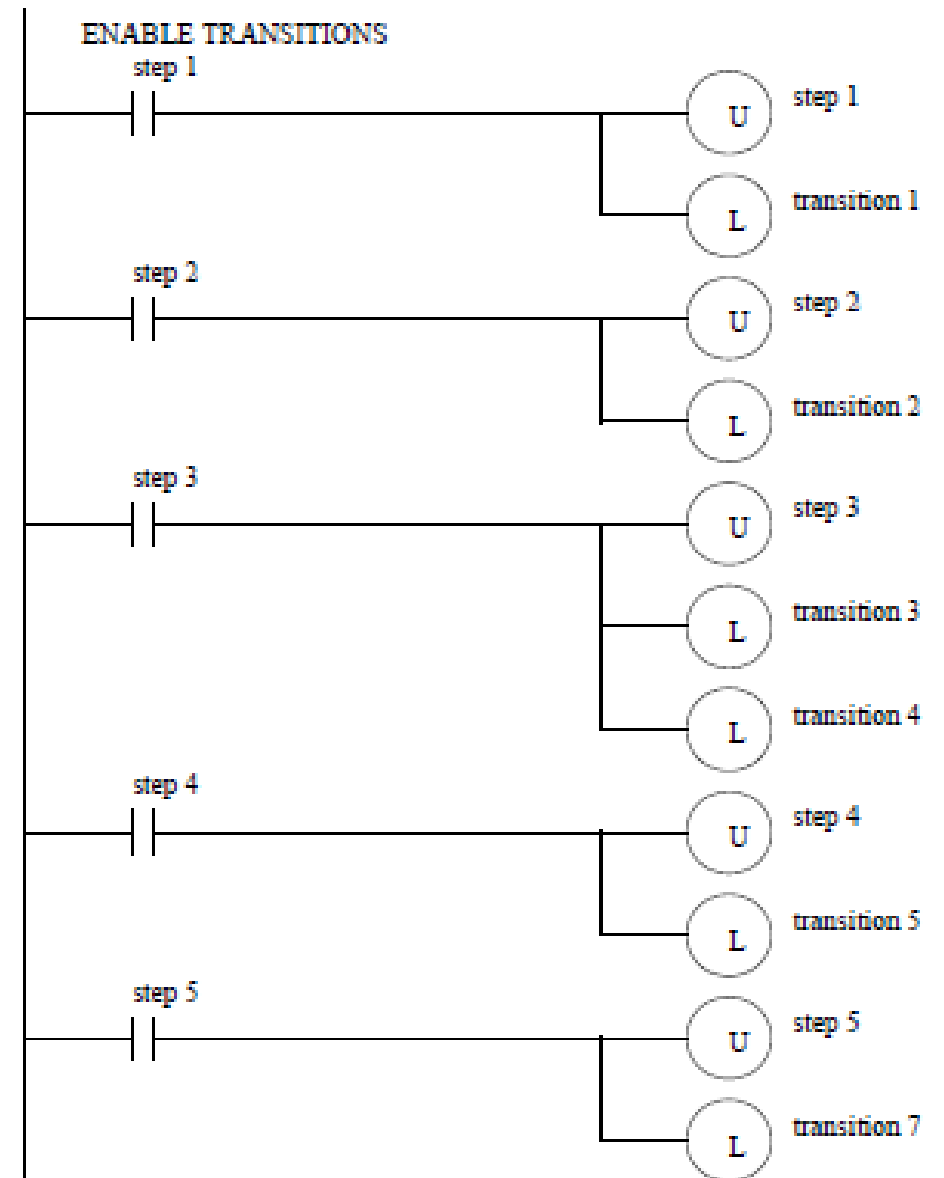 ENABLE TRANSITIONS
step 1
U
step 1
L
transition 1
step 2
U
step 2
L
transition 2
step 3
U
step 3
L
transition 3
L
transition 4
step 4
U
step 4
L
transition 5
step 5
U
step 5
L
transition 7